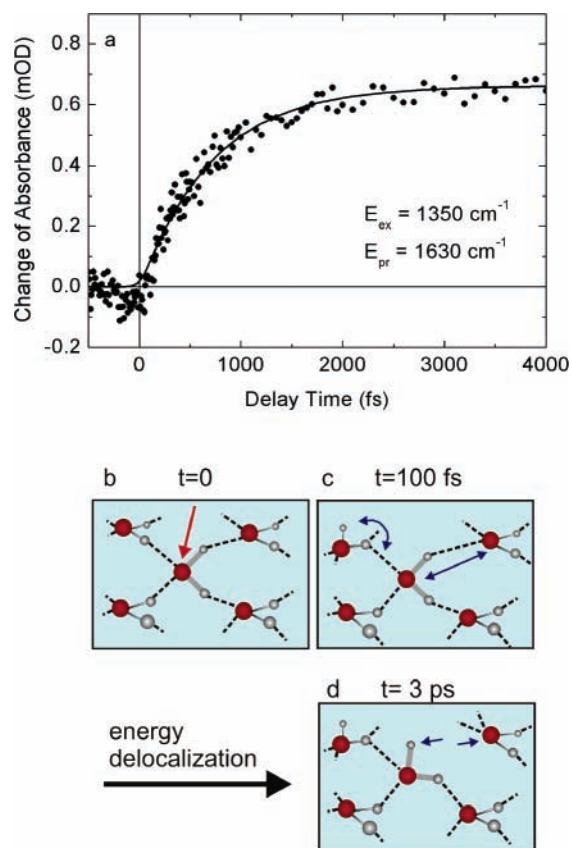 a
Change of Absorbance (mOD)
0.8
0.6
0.4
0.2
0.0
-0.2
E_ex = 1350 cm⁻¹
E_pr = 1630 cm⁻¹
0
1000
2000
3000
4000
Delay Time (fs)
b t=0
c t=100 fs
d t= 3 ps
energy
delocalization